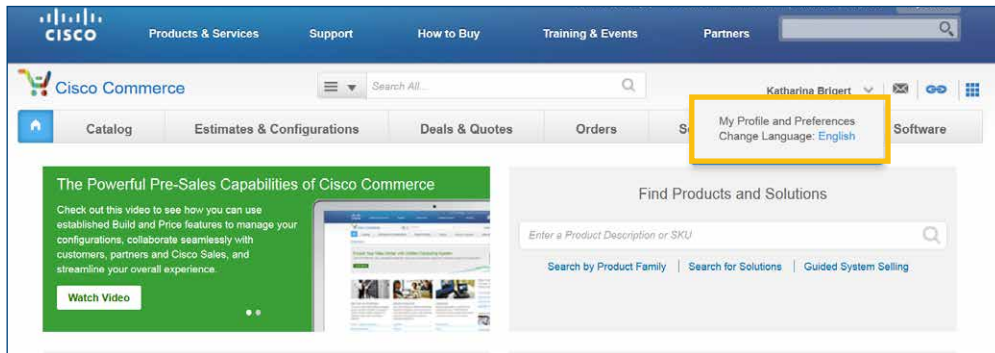 CISCO
Products & Services Support How to Buy Training & Events Partners
Cisco Commerce
Search All...
Katharina Brigert
Catalog Estimates & Configurations Deals & Quotes Orders S Software
My Profile and Preferences
Change Language: English
The Powerful Pre-Sales Capabilities of Cisco Commerce
Check out this video to see how you can use
established Build and Price features to manage your
configurations, collaborate seamlessly with
customers, partners and Cisco Sales, and
streamline your overall experience.
Watch Video
Find Products and Solutions
Enter a Product Description or SKU
Search by Product Family | Search for Solutions | Guided System Selling